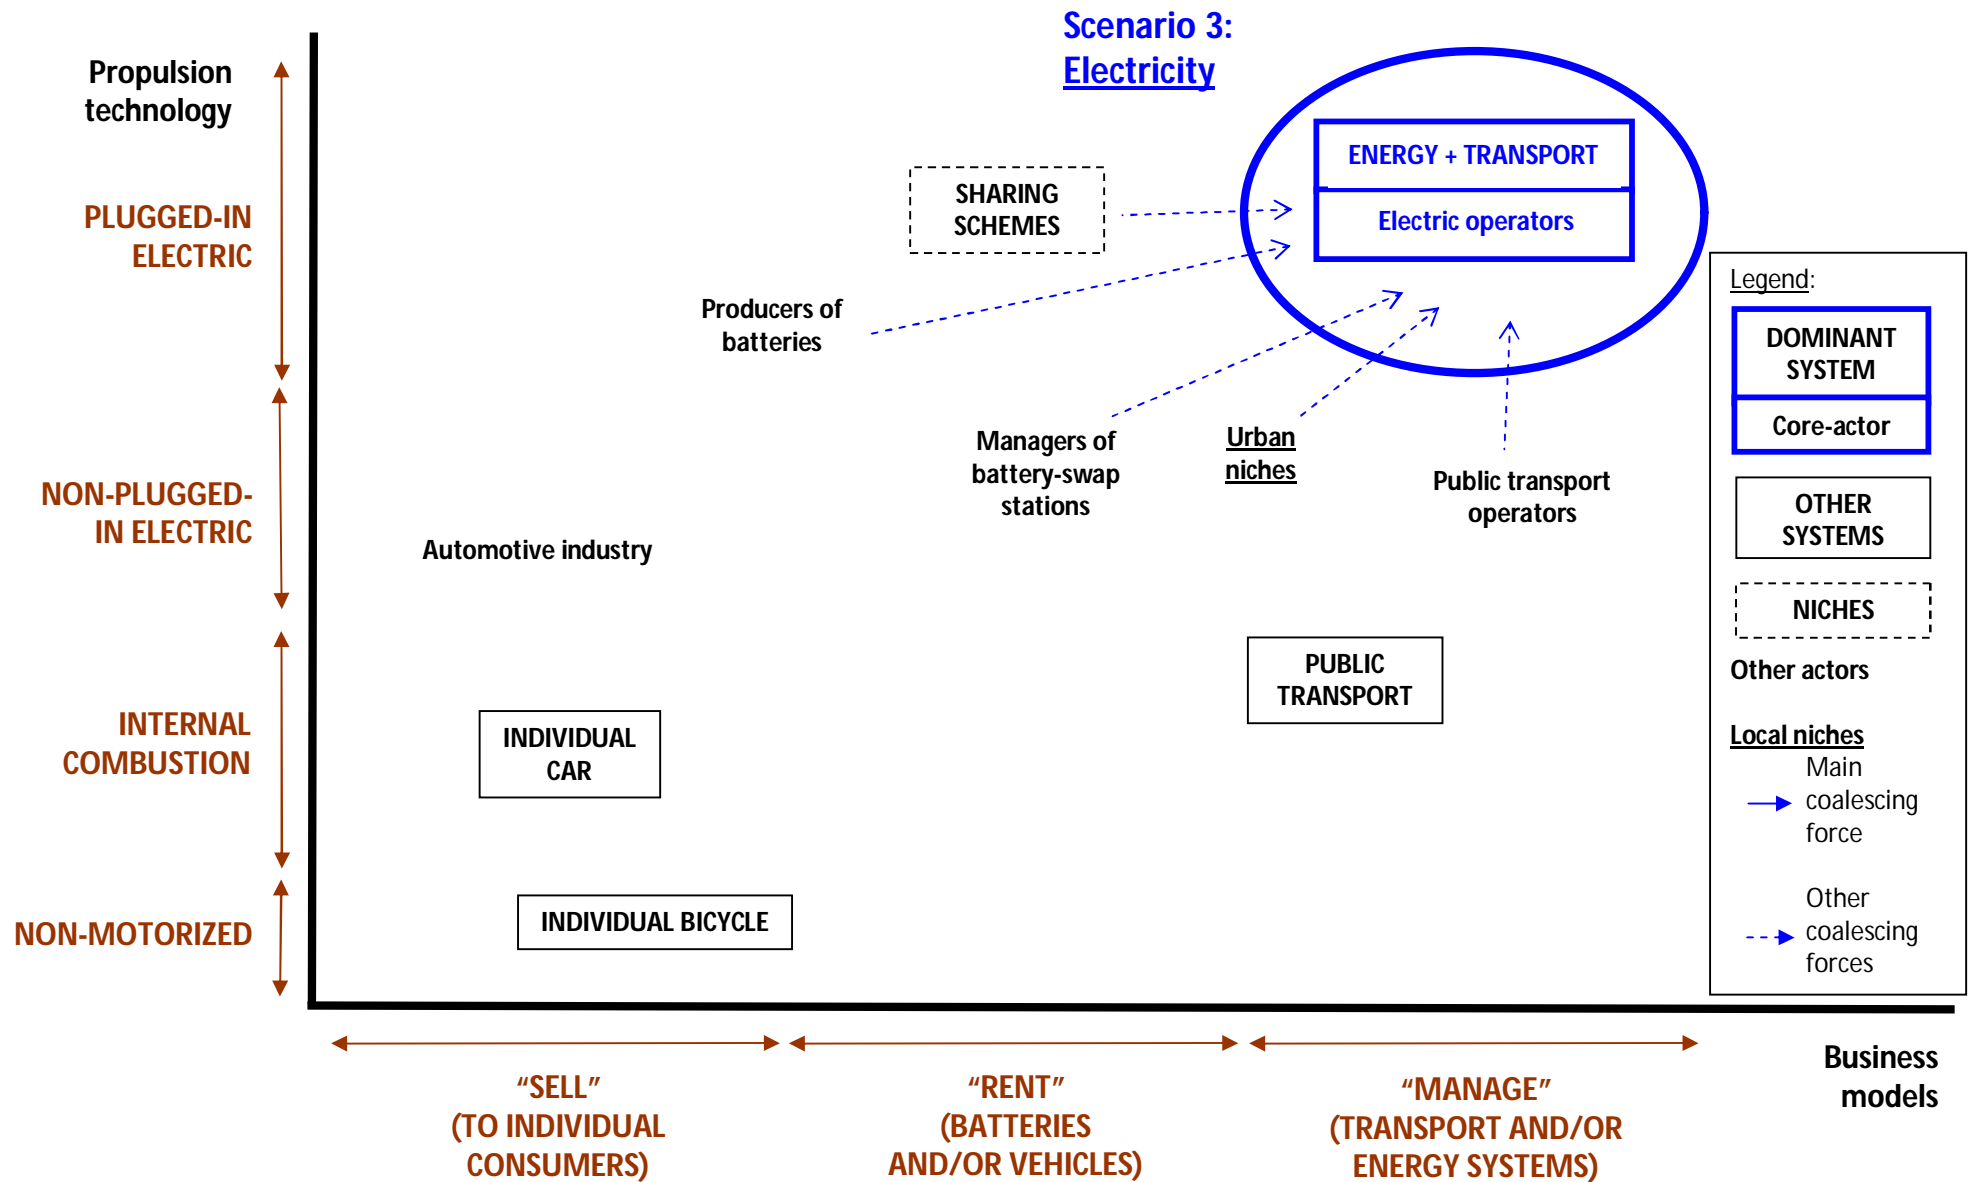 Scenario 3:
Electricity
Propulsion
technology
PLUGGED-IN
ELECTRIC
NON-PLUGGED-
IN ELECTRIC
INTERNAL
COMBUSTION
NON-MOTORIZED
ENERGY + TRANSPORT
Electric operators
SHARING
SCHEMES
Producers of
batteries
Managers of
battery-swap
stations
Urban
niches
Public transport
operators
Automotive industry
PUBLIC
TRANSPORT
INDIVIDUAL
CAR
INDIVIDUAL BICYCLE
Legend:
DOMINANT
SYSTEM
Core-actor
OTHER
SYSTEMS
NICHES
Other actors
Local niches
Main
coalescing
force
Other
coalescing
forces
“SELL”
(TO INDIVIDUAL
CONSUMERS)
“RENT”
(BATTERIES
AND/OR VEHICLES)
“MANAGE”
(TRANSPORT AND/OR
ENERGY SYSTEMS)
Business
models